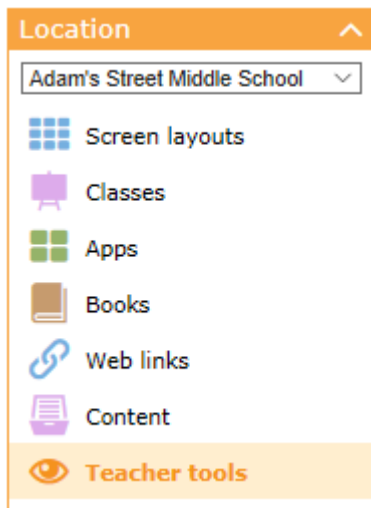 Location
Adam's Street Middle School
Screen layouts
Classes
Apps
Books
Web links
Content
Teacher tools